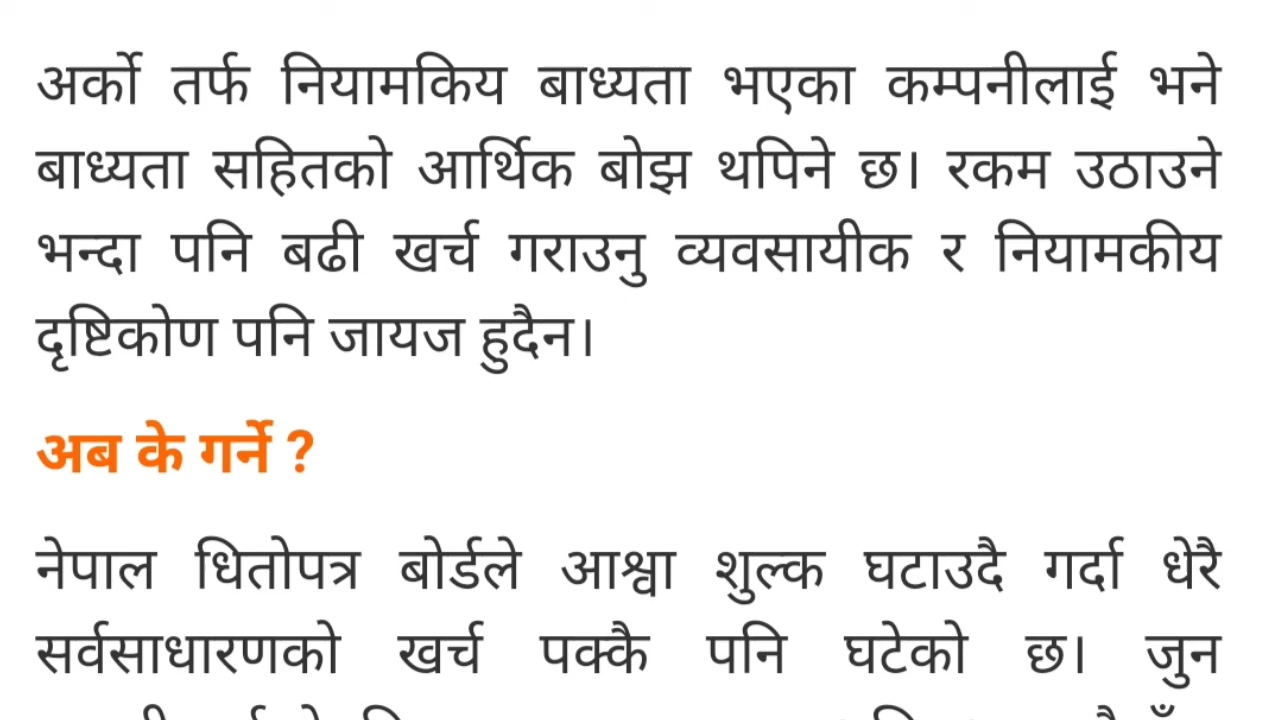 अर्को तर्फ नियामकिय बाध्यता भएका कम्पनीलाई भने
बाध्यता सहितको आर्थिक बोझ थपिने छ। रकम उठाउने
भन्दा पनि बढी खर्च गराउनु व्यवसायीक र नियामकीय
दृष्टिकोण पनि जायज हुदैन।
अब के गर्ने ?
नेपाल धितोपत्र बोर्डले आश्वा शुल्क घटाउदै गर्दा धेरै
सर्वसाधारणको खर्च पक्कै पनि घटेको छ। जुन